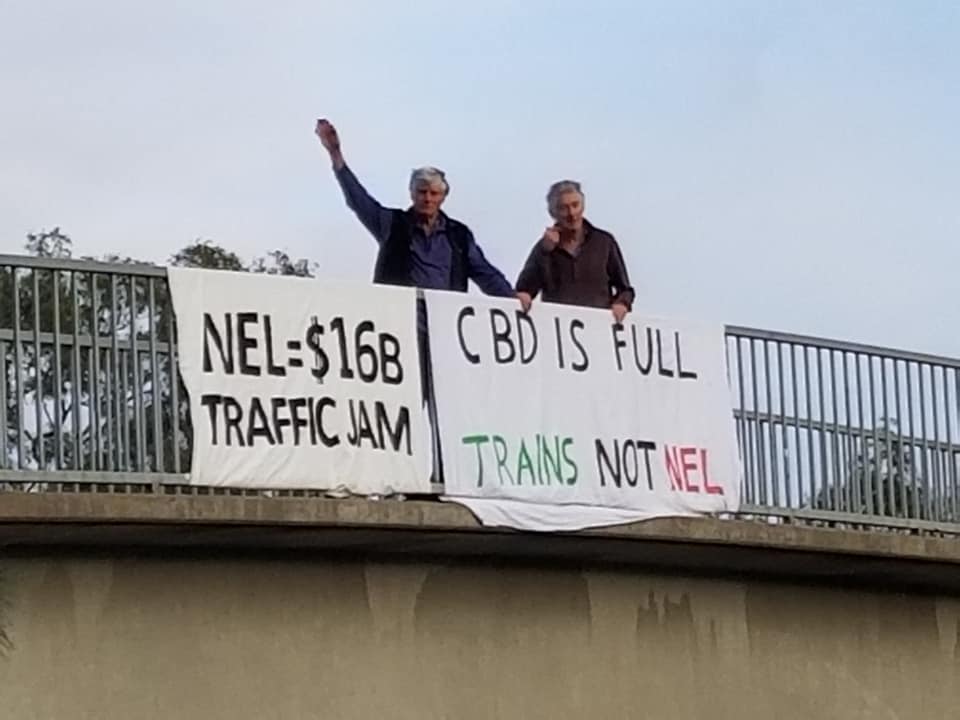 NEL=$16B
TRAFFIC JAM
CBD IS FULL
TRAINS NOT NEL